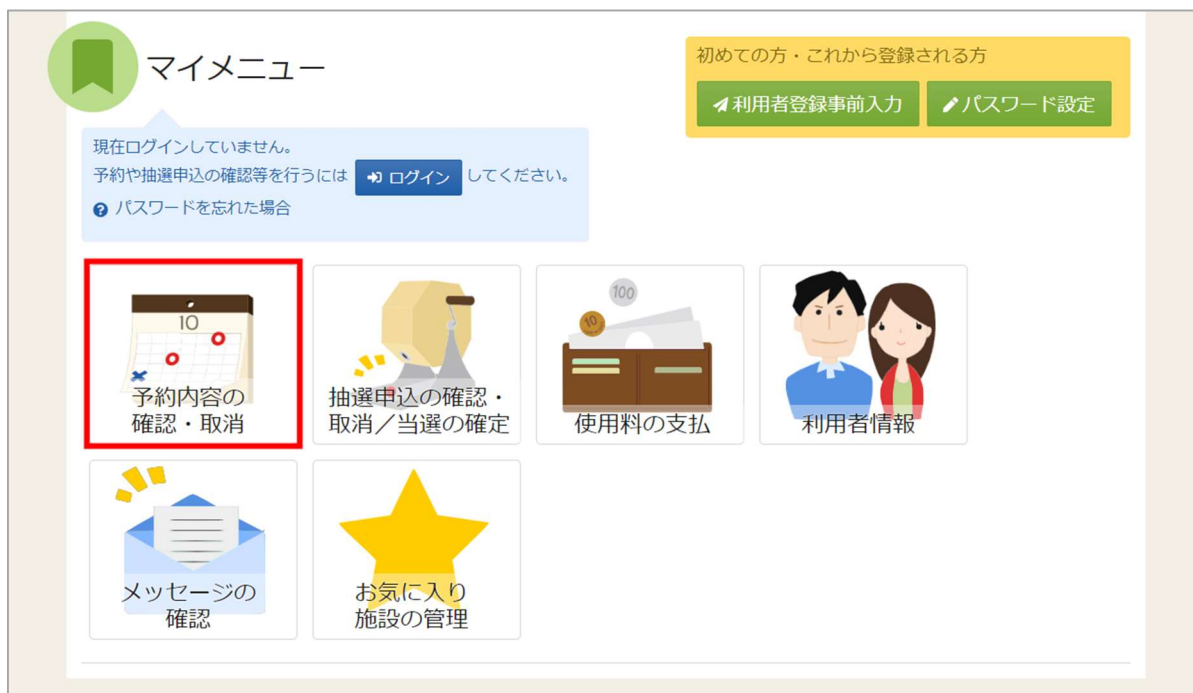 マイメニュー
初めての方・これから登録される方
利用者登録事前入力
パスワード設定
現在ログインしていません。
予約や抽選申込の確認等を行うには ログイン してください。
パスワードを忘れた場合
10
予約内容の
確認・取消
抽選申込の確認・
取消／当選の確定
100
10
使用料の支払
利用者情報
メッセージの
確認
お気に入り
施設の管理